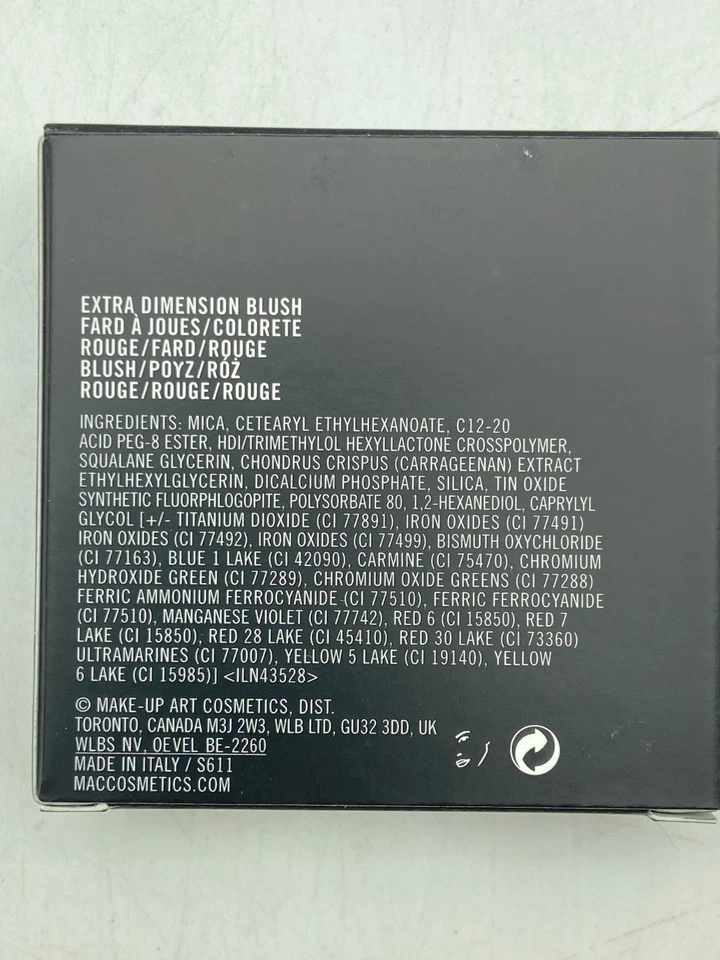 EXTRA DIMENSION BLUSH
FARD À JOUES/COLORETE
ROUGE/FARD/ROUGE
BLUSH/POYZ/RÓŻ
ROUGE/ROUGE/ROUGE
INGREDIENTS: MICA, CETEARYL ETHYLHEXANOATE, C12-20
ACID PEG-8 ESTER, HDI/TRIMETHYLOL HEXYLLACTONE CROSSPOLYMER,
SQUALANE GLYCERIN, CHONDRUS CRISPUS (CARRAGEENAN) EXTRACT
ETHYLHEXYLGLYCERIN, DICALCIUM PHOSPHATE, SILICA, TIN OXIDE
SYNTHETIC FLUORPHLOGOPITE, POLYSORBATE 80, 1,2-HEXANEDIOL, CAPRYLYL
GLYCOL [+/- TITANIUM DIOXIDE (CI 77891), IRON OXIDES (CI 77491)
IRON OXIDES (CI 77492), IRON OXIDES (CI 77499), BISMUTH OXYCHLORIDE
(CI 77163), BLUE 1 LAKE (CI 42090), CARMINE (CI 75470), CHROMIUM
HYDROXIDE GREEN (CI 77289), CHROMIUM OXIDE GREENS (CI 77288)
FERRIC AMMONIUM FERROCYANIDE (CI 77510), FERRIC FERROCYANIDE
(CI 77510), MANGANESE VIOLET (CI 77742), RED 6 (CI 15850), RED 7
LAKE (CI 15850), RED 28 LAKE (CI 45410), RED 30 LAKE (CI 73360)
ULTRAMARINES (CI 77007), YELLOW 5 LAKE (CI 19140), YELLOW
6 LAKE (CI 15985)] <ILN43528>
© MAKE-UP ART COSMETICS, DIST.
TORONTO, CANADA M3J 2W3, WLB LTD, GU32 3DD, UK
WLBS NV, OEVEL BE-2260
MADE IN ITALY / S611
MACCOSMETICS.COM